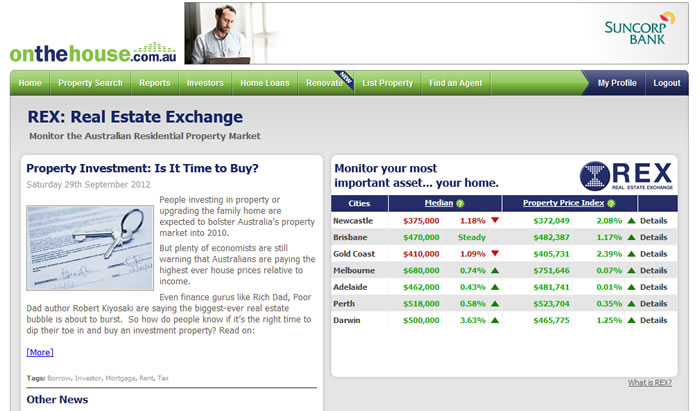 onthehouse.com.au
SUNCORP
BANK
Home Property Search Reports Investors Home Loans Renovate NEW List Property Find an Agent My Profile Logout
REX: Real Estate Exchange
Monitor the Australian Residential Property Market
Property Investment: Is It Time to Buy?
Saturday 29th September 2012
People investing in property or
upgrading the family home are
expected to bolster Australia's property
market into 2010.
But plenty of economists are still
warning that Australians are paying the
highest ever house prices relative to
income.
Even finance gurus like Rich Dad, Poor
Dad author Robert Kiyosaki are saying the biggest-ever real estate
bubble is about to burst. So how do people know if it's the right time to
dip their toe in and buy an investment property? Read on:
[More]
Tags: Borrow, Investor, Mortgage, Rent, Tax
Other News
Monitor your most
important asset... your home.
REX
REAL ESTATE EXCHANGE
Cities Median ? Property Price Index ?
Newcastle $375,000 1.18% $372,049 2.08% Details
Brisbane $470,000 Steady $482,387 1.17% Details
Gold Coast $410,000 1.09% $405,731 2.39% Details
Melbourne $680,000 0.74% $751,646 0.07% Details
Adelaide $462,000 0.43% $481,741 0.01% Details
Perth $518,000 0.58% $523,704 0.35% Details
Darwin $500,000 3.63% $465,775 1.25% Details
What is REX?